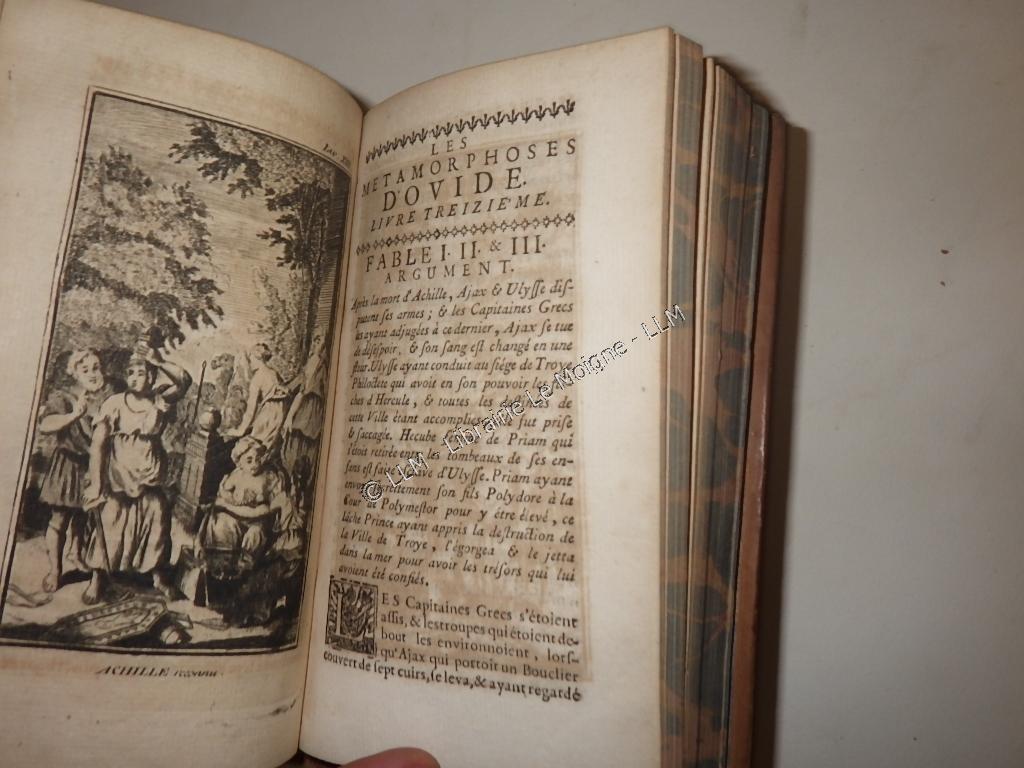 ACHILLE
LES
METAMORPHOSES
D'OVIDE.
LIVRE TREIZIE'ME.
FABLE I. II. & III.
ARGUMENT.
Après la mort d'Achille, Ajax & Ulysse dis-
putent ses armes ; & les Capitaines Grecs
les ayant adjugées à ce dernier, Ajax se tue
de désespoir, & son sang est changé en une
fleur. Ulysse ayant conduit au siége de Troye
Philoctete qui avoit en son pouvoir les
ches d'Hercule, & toutes les destinées de
cette Ville étant accomplies, fut prise
& saccagée. Hecube de Priam qui
s'étoit retirée entre les tombeaux de ses en-
fans est faite esclave d'Ulysse. Priam ayant
envoyé secrettement son fils Polydore à la
Cour de Polymestor pour y être élevé, ce
lâche Prince ayant appris la destruction de
la Ville de Troye, l'égorgea & le jetta
dans la mer pour avoir les trésors qui lui
avoient été confiés.
LES Capitaines Grecs s'étoient
assis, & les troupes qui étoient de-
bout les environnoient, lors-
qu'Ajax qui portoit un Bouclier
couvert de sept cuirs, se leva, & ayant regardé
© LLM - Librairie Le Moigne - LLM